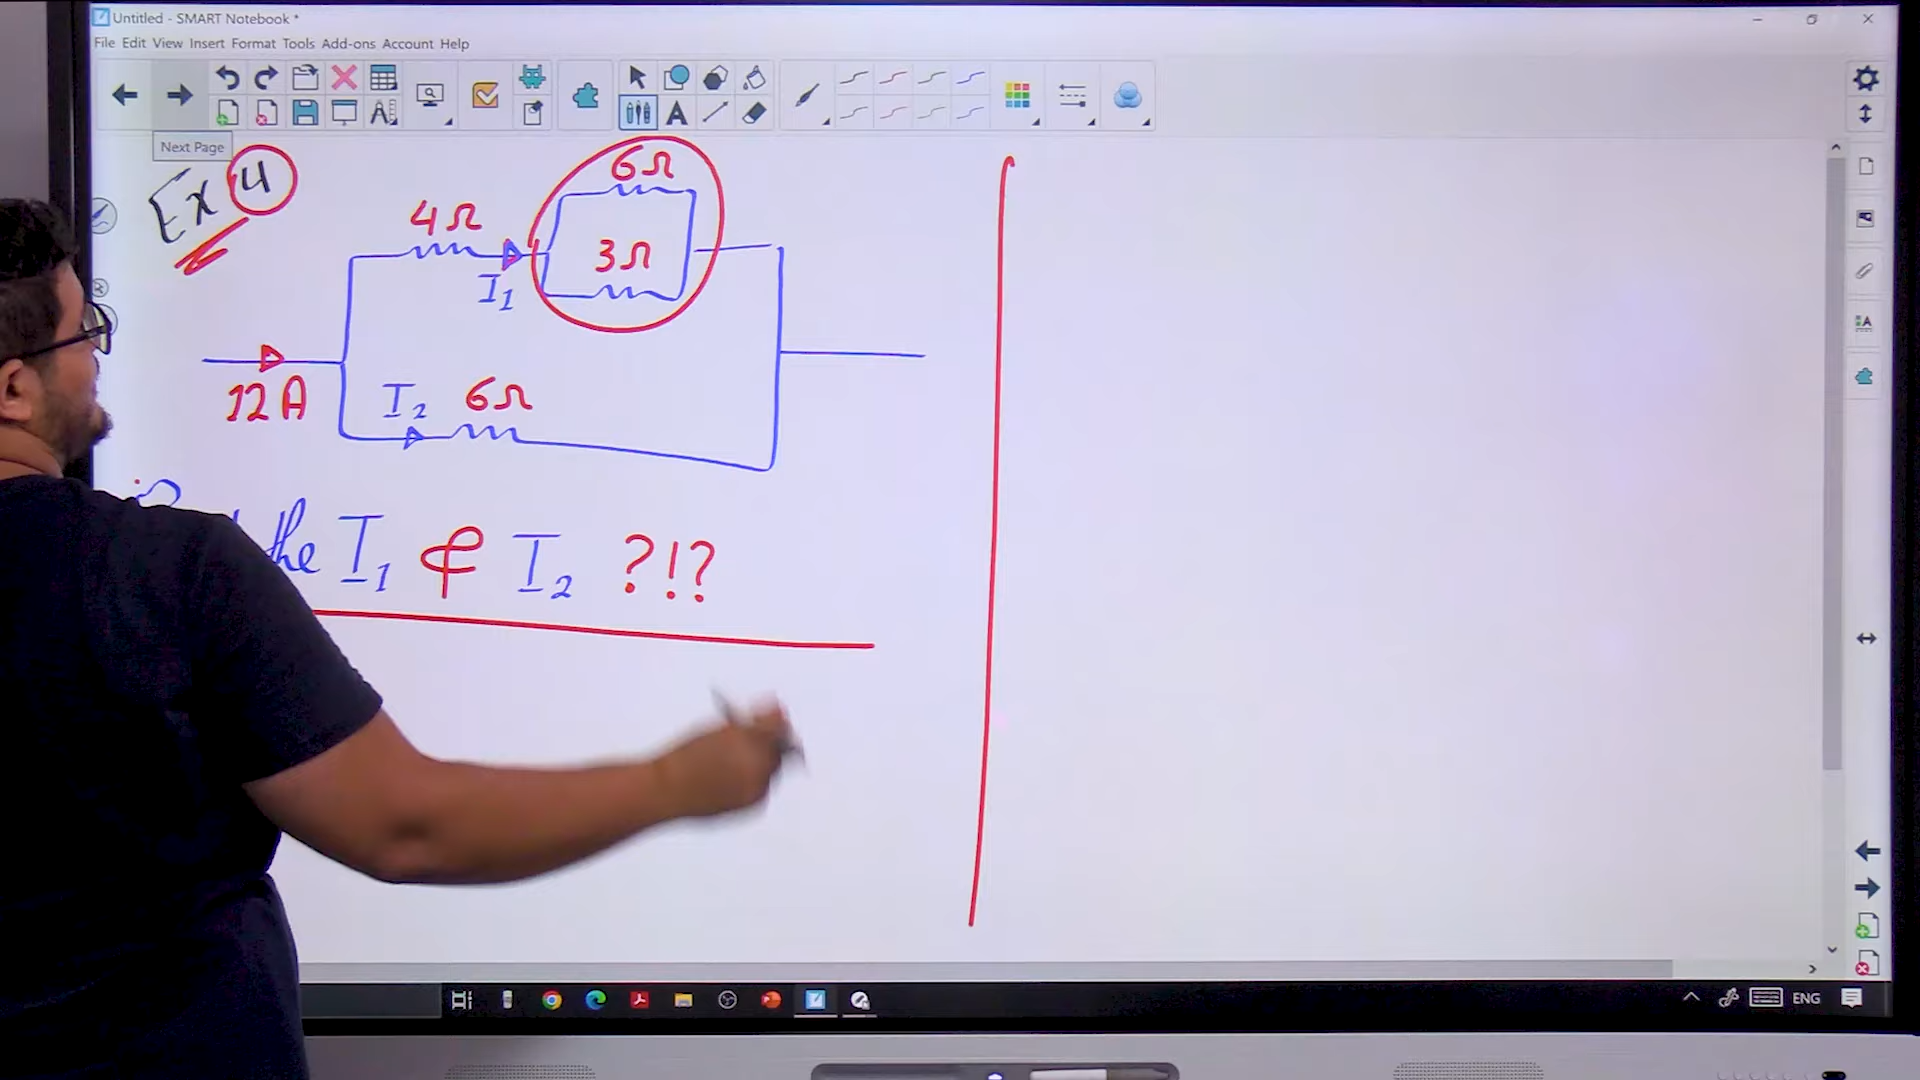 Untitled - SMART Notebook *
File Edit View Insert Format Tools Add-ons Account Help
Next Page
Ex 4
6Ω
4Ω
3Ω
I₁
12A
I₂ 6Ω
the I₁ & I₂ ?!?
ENG